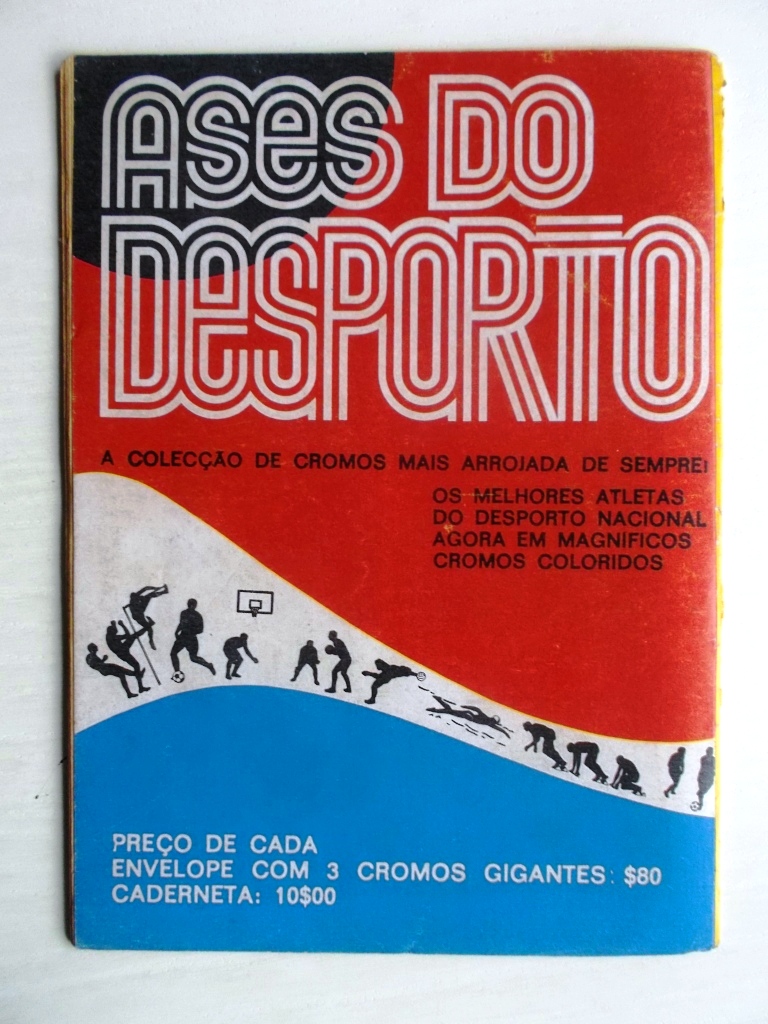 ASES DO
DESPORTO
A COLECÇÃO DE CROMOS MAIS ARROJADA DE SEMPRE!
OS MELHORES ATLETAS
DO DESPORTO NACIONAL
AGORA EM MAGNÍFICOS
CROMOS COLORIDOS
PREÇO DE CADA
ENVELOPE COM 3 CROMOS GIGANTES: $80
CADERNETA: 10$00